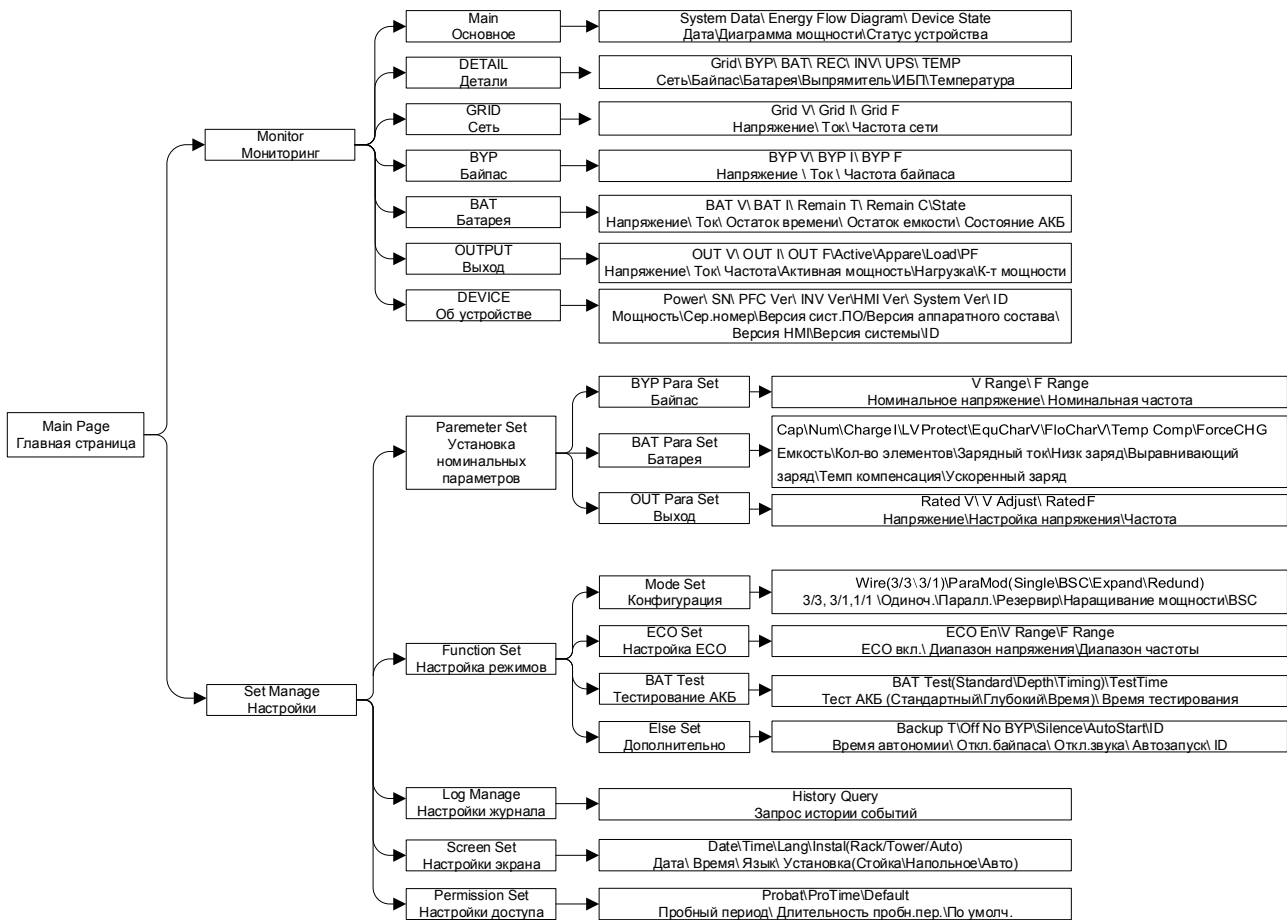 Main Page
Главная страница
Monitor
Мониторинг
Main
Основное
System Data\ Energy Flow Diagram\ Device State
Дата\Диаграмма мощности\Статус устройства
DETAIL
Детали
Grid\ BYP\ BAT\ REC\ INV\ UPS\ TEMP
Сеть\Байпас\Батарея\Выпрямитель\ИБП\Температура
GRID
Сеть
Grid V\ Grid I\ Grid F
Напряжение\ Ток\ Частота сети
BYP
Байпас
BYP V\ BYP I\ BYP F
Напряжение \ Ток \ Частота байпаса
BAT
Батарея
BAT V\ BAT I\ Remain T\ Remain C\State
Напряжение\ Ток\ Остаток времени\ Остаток емкости\ Состояние АКБ
OUTPUT
Выход
OUT V\ OUT I\ OUT F\Active\Appare\Load\PF
Напряжение\ Ток\ Частота\Активная мощность\Нагрузка\К-т мощности
DEVICE
Об устройстве
Power\ SN\ PFC Ver\ INV Ver\HMI Ver\ System Ver\ ID
Мощность\Сер.номер\Версия сист.ПО/Версия аппаратного состава\
Версия HMI\Версия системы\ID
Set Manage
Настройки
Paremeter Set
Установка
номинальных
параметров
BYP Para Set
Байпас
V Range\ F Range
Номинальное напряжение\ Номинальная частота
BAT Para Set
Батарея
Cap\Num\Charge I\LV Protect\EquCharV\FloCharV\Temp Comp\ForceCHG
Емкость\Кол-во элементов\Зарядный ток\Низк заряд\Выравнивающий
заряд\Темп компенсация\Ускоренный заряд
OUT Para Set
Выход
Rated V\ V Adjust\ Rated F
Напряжение\Настройка напряжения\Частота
Function Set
Настройка режимов
Mode Set
Конфигурация
Wire(3/3\ 3/1)\ParaMod(Single\BSC\Expand\Redund)
3/3, 3/1,1/1 \Одиноч.\Паралл.\Резервир\Наращивание мощности\BSC
ECO Set
Настройка ECO
ECO En\V Range\F Range
ECO вкл.\ Диапазон напряжения\Диапазон частоты
BAT Test
Тестирование АКБ
BAT Test(Standard\Depth\Timing)\TestTime
Тест АКБ (Стандартный\Глубокий\Время)\ Время тестирования
Else Set
Дополнительно
Backup T\Off No BYP\Silence\AutoStart\ID
Время автономии\ Откл.байпаса\ Откл.звука\ Автозапуск\ ID
Log Manage
Настройки журнала
History Query
Запрос истории событий
Screen Set
Настройки экрана
Date\Time\Lang\Instal(Rack/Tower/Auto)
Дата\ Время\ Язык\ Установка(Стойка\Напольное\Авто)
Permission Set
Настройки доступа
Probat\ProTime\Default
Пробный период\ Длительность пробн.пер.\По умолч.